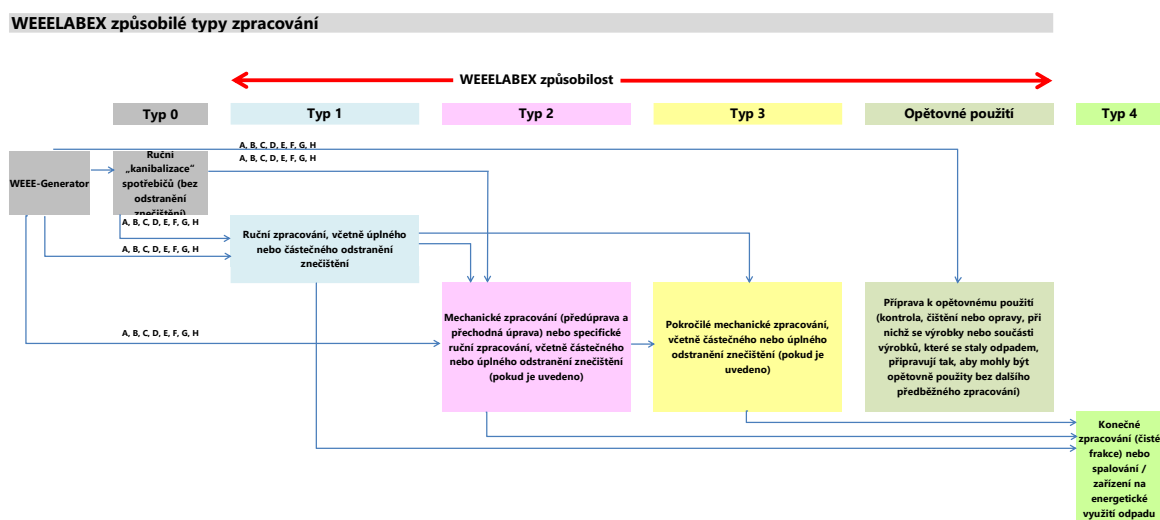 WEEELABEX způsobilé typy zpracování
WEEELABEX způsobilost
Typ 0
Typ 1
Typ 2
Typ 3
Opětovné použití
Typ 4
A, B, C, D, E, F, G, H
A, B, C, D, E, F, G, H
WEEE-Generator
Ruční
„kanibalizace“
spotřebičů (bez
odstranění
znečištění)
A, B, C, D, E, F, G, H
A, B, C, D, E, F, G, H
Ruční zpracování, včetně úplného
nebo částečného odstranění
znečištění
A, B, C, D, E, F, G, H
Mechanické zpracování (předúprava a
přechodná úprava) nebo specifické
ruční zpracování, včetně částečného
nebo úplného odstranění znečištění
(pokud je uvedeno)
Pokročilé mechanické zpracování,
včetně částečného nebo úplného
odstranění znečištění (pokud je
uvedeno)
Příprava k opětovnému použití
(kontrola, čištění nebo opravy, při
nichž se výrobky nebo součásti
výrobků, které se staly odpadem,
připravují tak, aby mohly být
opětovně použity bez dalšího
předběžného zpracování)
Konečné
zpracování (čisté
frakce) nebo
spalování /
zařízení na
energetické
využití odpadu